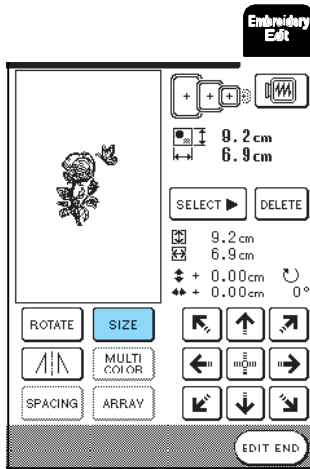 Embroidery
Edit
9.2cm
6.9cm
SELECT DELETE
9.2cm
6.9cm
+ 0.00cm
+ 0.00cm 0°
ROTATE SIZE
MULTI
COLOR
SPACING ARRAY
EDIT END